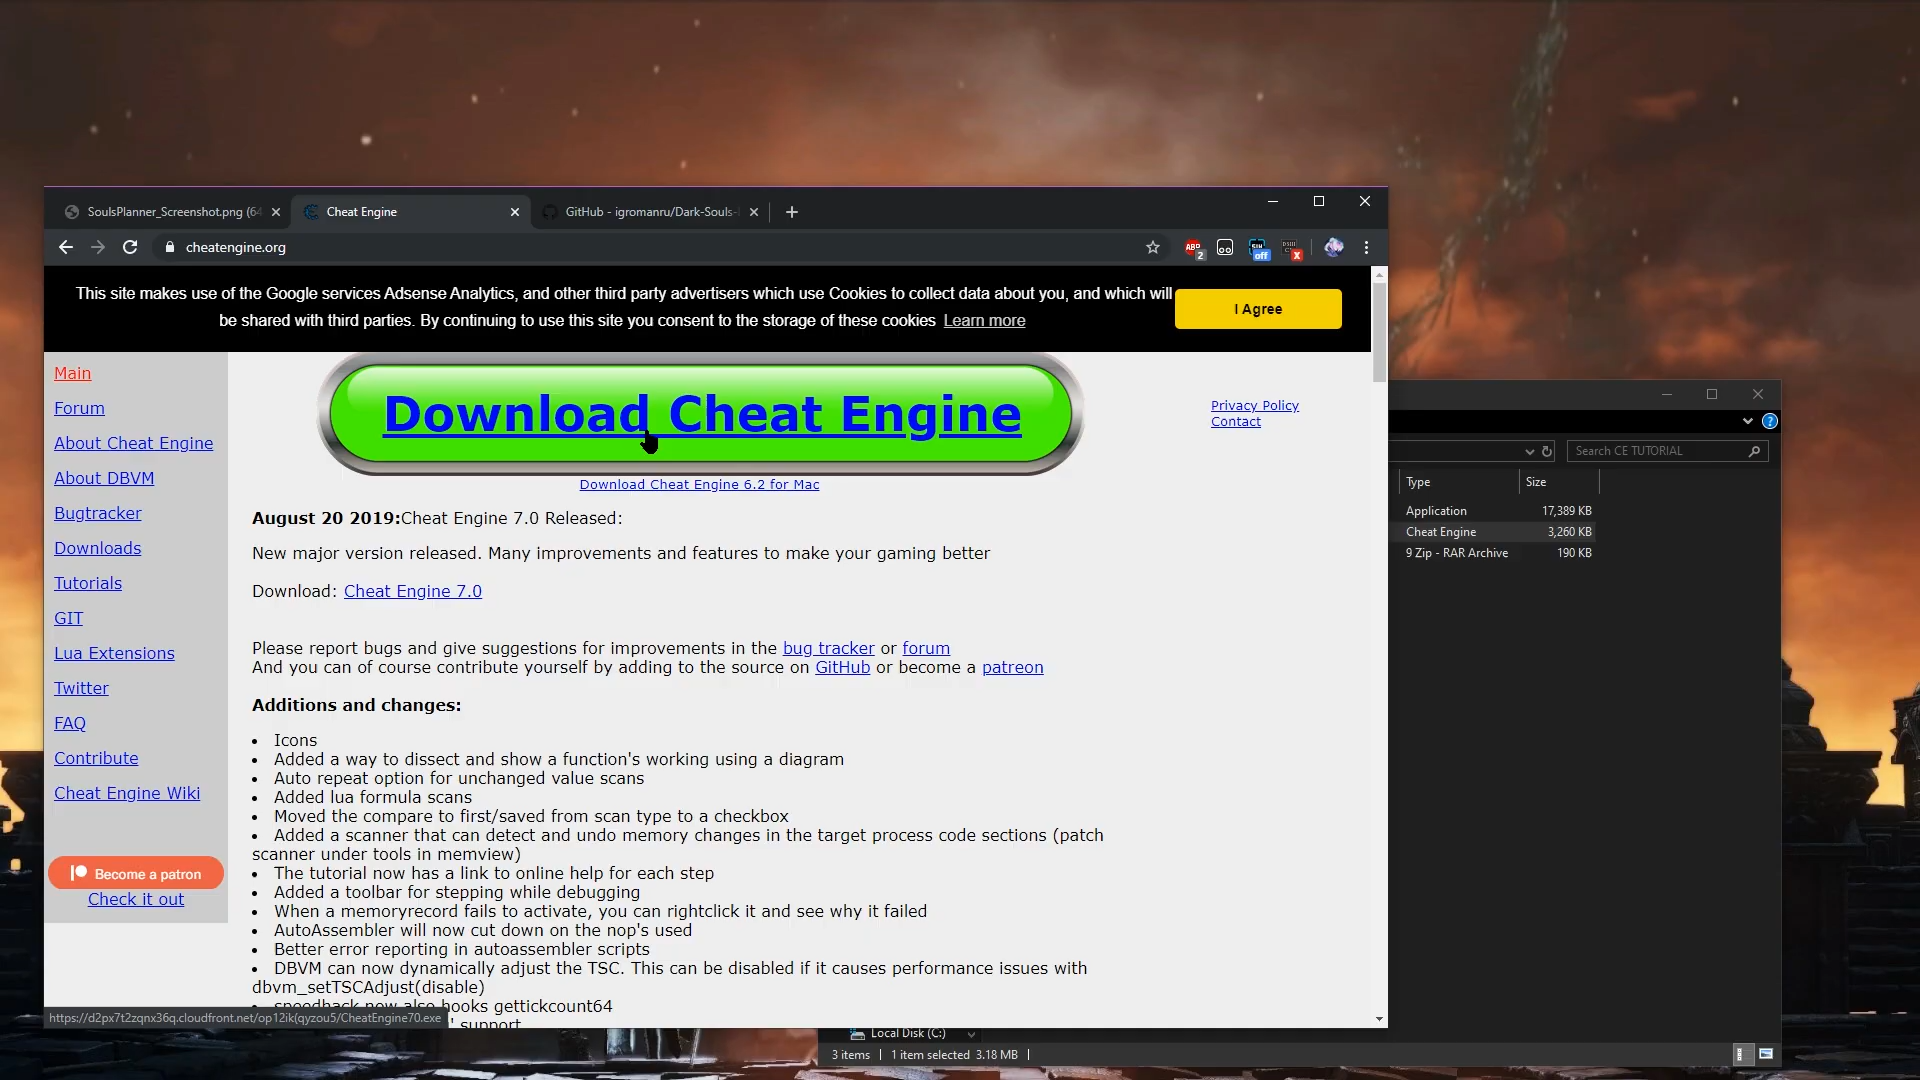 SoulsPlanner_Screenshot.png (64
Cheat Engine
GitHub - igromanru/Dark-Souls-
cheatengine.org
ABP
2
off
x
This site makes use of the Google services Adsense Analytics, and other third party advertisers which use Cookies to collect data about you, and which will
be shared with third parties. By continuing to use this site you consent to the storage of these cookies Learn more
I Agree
Main
Forum
About Cheat Engine
About DBVM
Bugtracker
Downloads
Tutorials
GIT
Lua Extensions
Twitter
FAQ
Contribute
Cheat Engine Wiki
Become a patron
Check it out
Download Cheat Engine
Download Cheat Engine 6.2 for Mac
Privacy Policy
Contact
August 20 2019:Cheat Engine 7.0 Released:
New major version released. Many improvements and features to make your gaming better
Download: Cheat Engine 7.0
Please report bugs and give suggestions for improvements in the bug tracker or forum
And you can of course contribute yourself by adding to the source on GitHub or become a patreon
Additions and changes:
• Icons
• Added a way to dissect and show a function's working using a diagram
• Auto repeat option for unchanged value scans
• Added lua formula scans
• Moved the compare to first/saved from scan type to a checkbox
• Added a scanner that can detect and undo memory changes in the target process code sections (patch
scanner under tools in memview)
• The tutorial now has a link to online help for each step
• Added a toolbar for stepping while debugging
• When a memoryrecord fails to activate, you can rightclick it and see why it failed
• AutoAssembler will now cut down on the nop's used
• Better error reporting in autoassembler scripts
• DBVM can now dynamically adjust the TSC. This can be disabled if it causes performance issues with
dbvm_setTSCAdjust(disable)
• speedhack now also hooks gettickcount64
' support
https://d2px7t2zqnx36q.cloudfront.net/op12ik(qyzou5/CheatEngine70.exe
Search CE TUTORIAL
Type
Size
Application
17,389 KB
Cheat Engine
3,260 KB
9 Zip - RAR Archive
190 KB
Local Disk (C:)
3 items
1 item selected 3.18 MB